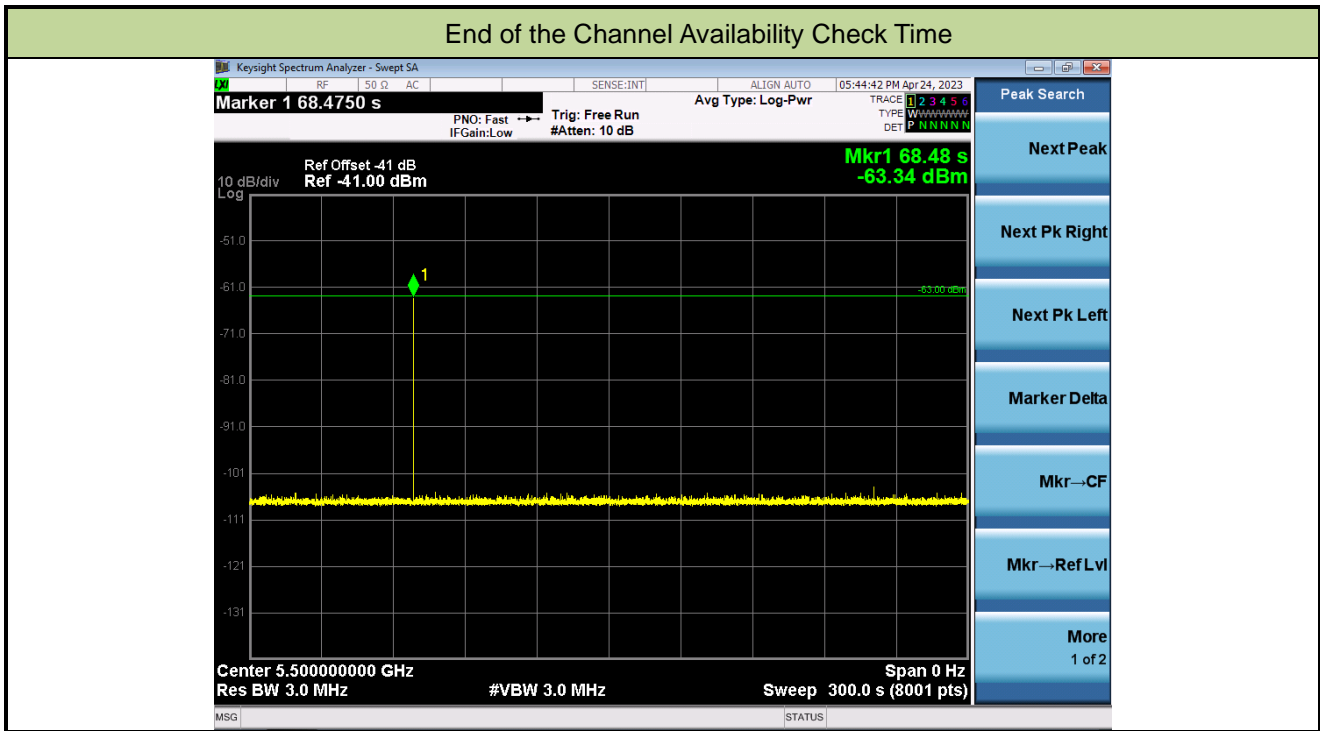 End of the Channel Availability Check Time
Keysight Spectrum Analyzer - Swept SA
LXI RF 50 Ω AC SENSE:INT ALIGN AUTO 05:44:42 PM Apr 24, 2023
Marker 1 68.4750 s
PNO: Fast
IFGain:Low
Trig: Free Run
#Atten: 10 dB
Avg Type: Log-Pwr
TRACE 1 2 3 4 5 6
TYPE WWWWWW
DET P N N N N N
Peak Search
Mkr1 68.48 s
-63.34 dBm
Ref Offset -41 dB
10 dB/div Ref -41.00 dBm
Log
-51.0
-61.0
-71.0
-81.0
-91.0
-101
-111
-121
-131
1
-63.00 dBm
Next Peak
Next Pk Right
Next Pk Left
Marker Delta
Mkr→CF
Mkr→Ref Lvl
More
1 of 2
Center 5.500000000 GHz Span 0 Hz
Res BW 3.0 MHz #VBW 3.0 MHz Sweep 300.0 s (8001 pts)
MSG STATUS